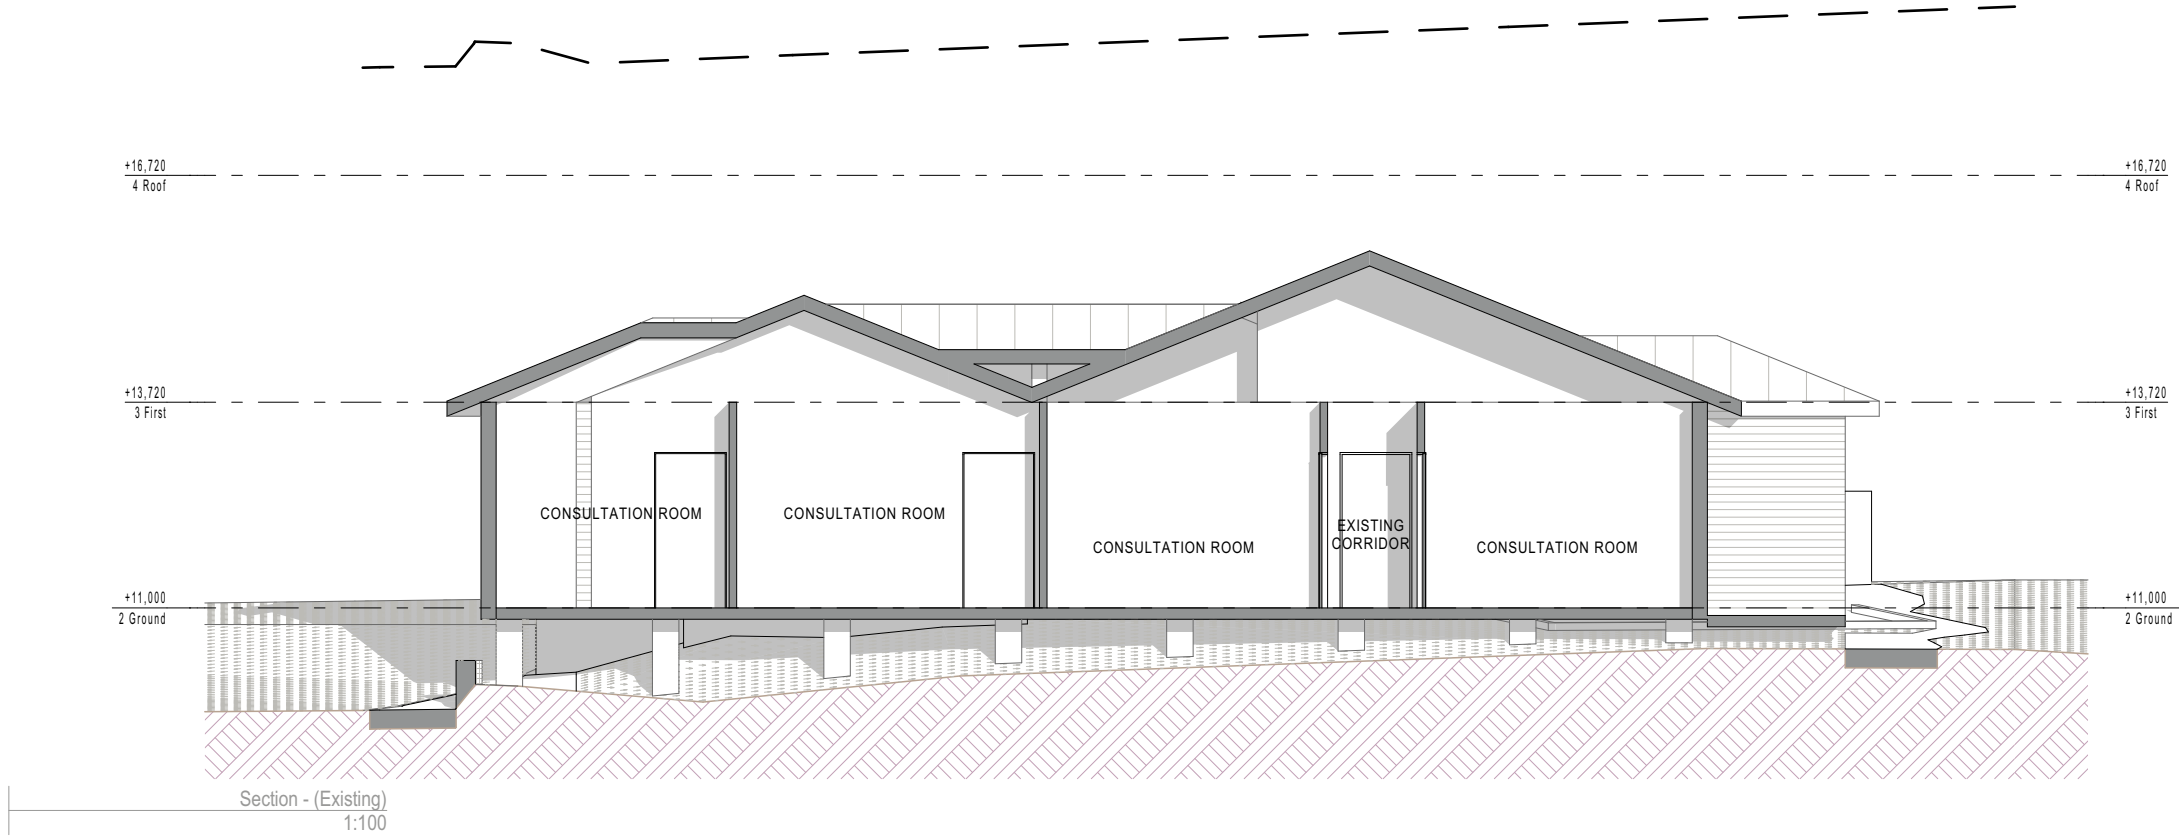 +16,720
4 Roof
+16,720
4 Roof
+13,720
3 First
+13,720
3 First
CONSULTATION ROOM
CONSULTATION ROOM
CONSULTATION ROOM
EXISTING
CORRIDOR
CONSULTATION ROOM
+11,000
2 Ground
+11,000
2 Ground
Section - (Existing)
1:100